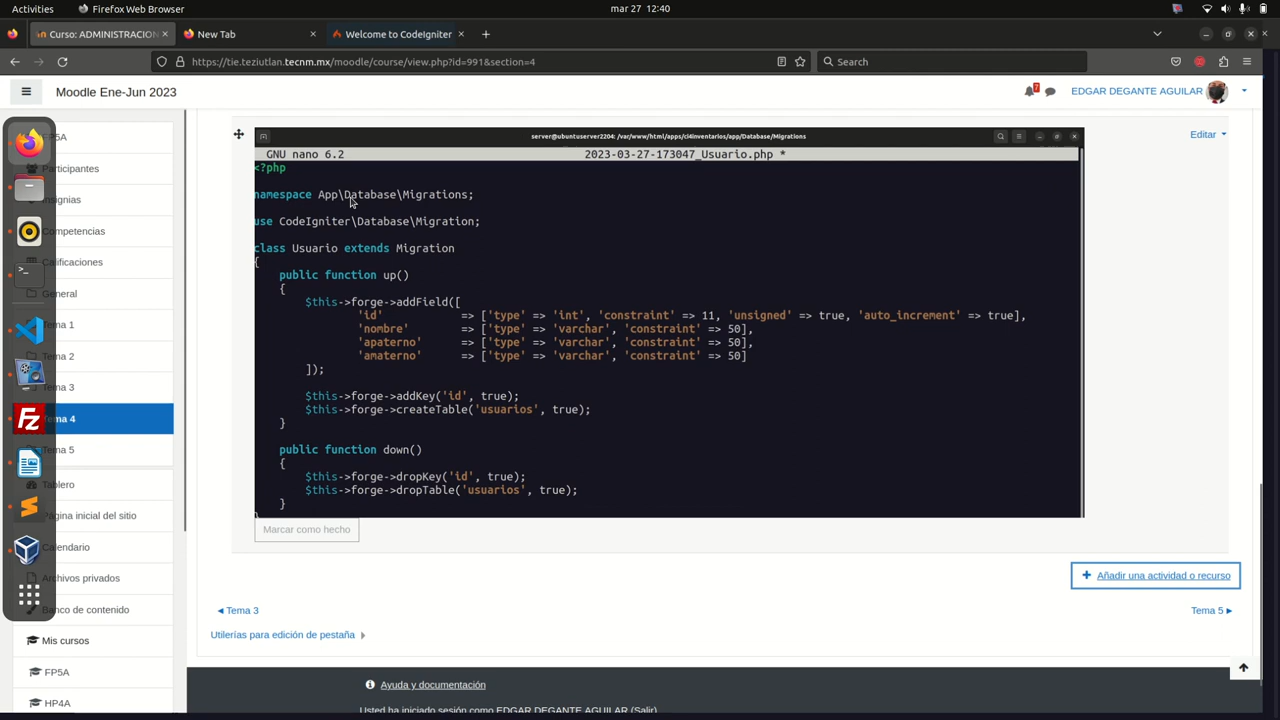 Activities
Firefox Web Browser
mar 27 12:40
Curso: ADMINISTRACION
New Tab
Welcome to CodeIgniter
https://tie.teziutlan.tecnm.mx/moodle/course/view.php?id=991&section=4
Search
Moodle Ene-Jun 2023
7
EDGAR DEGANTE AGUILAR
FP5A
Participantes
Insignias
Competencias
Calificaciones
General
Tema 1
Tema 2
Tema 3
Tema 4
Tema 5
Tablero
Página inicial del sitio
Calendario
Archivos privados
Banco de contenido
Mis cursos
FP5A
HP4A
Editar
server@ubuntuserver2204: /var/www/html/apps/ci4inventarios/app/Database/Migrations
GNU nano 6.2 2023-03-27-173047_Usuario.php *
<?php
namespace App\Database\Migrations;
use CodeIgniter\Database\Migration;
class Usuario extends Migration
{
public function up()
{
$this->forge->addField([
'id' => ['type' => 'int', 'constraint' => 11, 'unsigned' => true, 'auto_increment' => true],
'nombre' => ['type' => 'varchar', 'constraint' => 50],
'apaterno' => ['type' => 'varchar', 'constraint' => 50],
'amaterno' => ['type' => 'varchar', 'constraint' => 50]
]);
$this->forge->addKey('id', true);
$this->forge->createTable('usuarios', true);
}
public function down()
{
$this->forge->dropKey('id', true);
$this->forge->dropTable('usuarios', true);
}
Marcar como hecho
Añadir una actividad o recurso
Tema 3
Tema 5
Utilerías para edición de pestaña
Ayuda y documentación
Usted ha iniciado sesión como EDGAR DEGANTE AGUILAR (Salir)